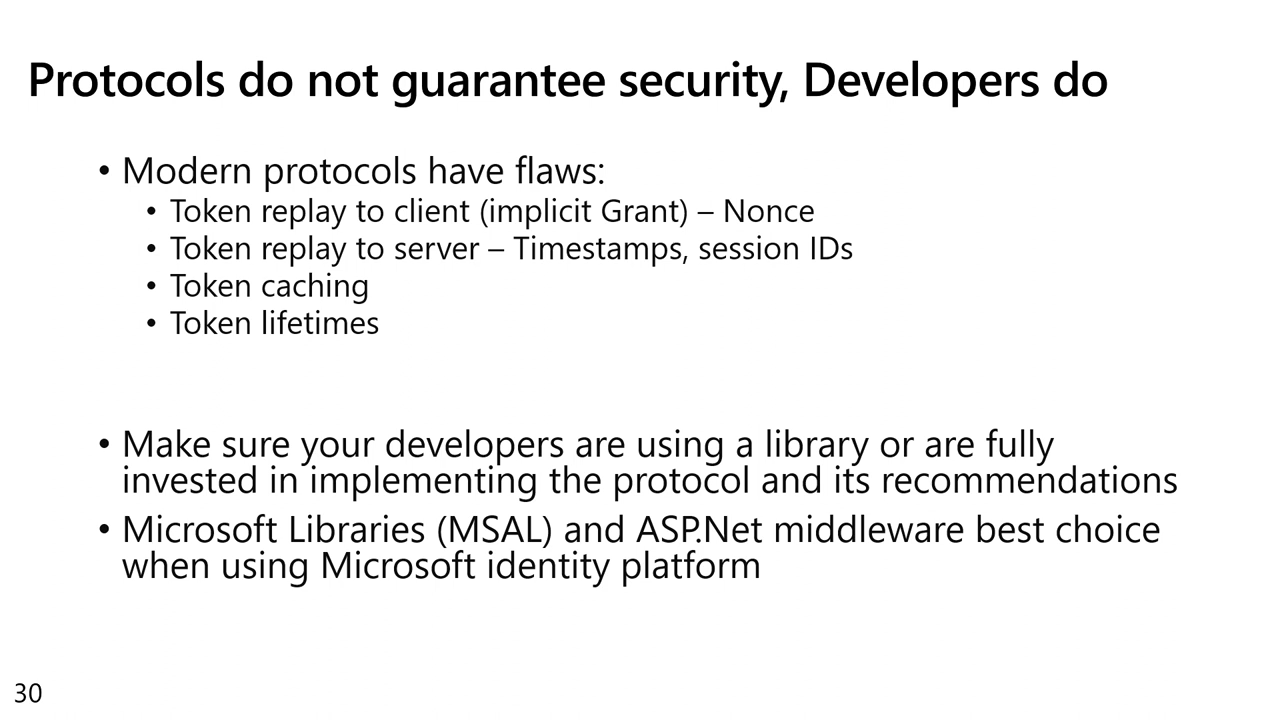 Protocols do not guarantee security, Developers do
• Modern protocols have flaws:
• Token replay to client (implicit Grant) – Nonce
• Token replay to server – Timestamps, session IDs
• Token caching
• Token lifetimes
• Make sure your developers are using a library or are fully
invested in implementing the protocol and its recommendations
• Microsoft Libraries (MSAL) and ASP.Net middleware best choice
when using Microsoft identity platform
30